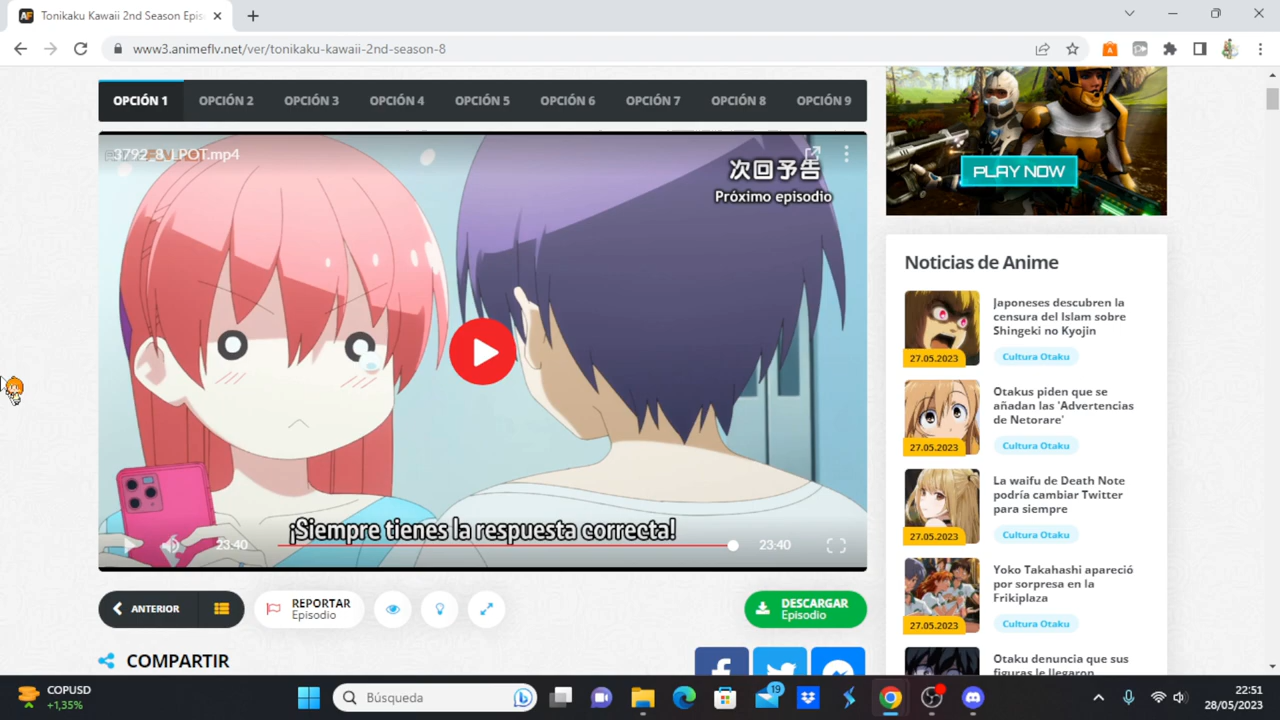 Tonikaku Kawaii 2nd Season Epis
www3.animeflv.net/ver/tonikaku-kawaii-2nd-season-8
OPCIÓN 1
OPCIÓN 2
OPCIÓN 3
OPCIÓN 4
OPCIÓN 5
OPCIÓN 6
OPCIÓN 7
OPCIÓN 8
OPCIÓN 9
3792_8_LPOT.mp4
次回予告
Próximo episodio
¡Siempre tienes la respuesta correcta!
23:40
23:40
ANTERIOR
REPORTAR
Episodio
DESCARGAR
Episodio
COMPARTIR
PLAY NOW
Noticias de Anime
Japoneses descubren la
censura del Islam sobre
Shingeki no Kyojin
27.05.2023
Cultura Otaku
Otakus piden que se
añadan las 'Advertencias
de Netorare'
27.05.2023
Cultura Otaku
La waifu de Death Note
podría cambiar Twitter
para siempre
27.05.2023
Cultura Otaku
Yoko Takahashi apareció
por sorpresa en la
Frikiplaza
27.05.2023
Cultura Otaku
Otaku denuncia que sus
figuras le llegaron
COPUSD
+1,35%
Búsqueda
19
22:51
28/05/2023